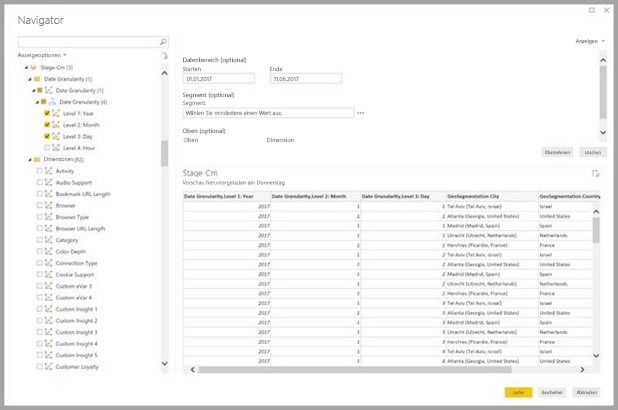 Navigator
Anzeigeoptionen
Anzeigen
Stage-Cm [3]
Date Granularity [1]
Date Granularity [1]
Date Granularity [4]
Level 1: Year
Level 2: Month
Level 3: Day
Level 4: Hour
Dimensionen [82]
Activity
Audio Support
Bookmark URL Length
Browser
Browser Type
Browser URL Length
Category
Color Depth
Connection Type
Cookie Support
Custom eVar 3
Custom eVar 4
Custom Insight 1
Custom Insight 2
Custom Insight 3
Custom Insight 4
Custom Insight 5
Customer Loyalty
Datenbereich (optional)
Starten Ende
01.01.2017 11.06.2017
Segment (optional)
Segment
Wählen Sie mindestens einen Wert aus.
Oben (optional)
Oben Dimension
Übernehmen Löschen
Stage-Cm
Vorschau heruntergeladen am Donnerstag
Date Granularity.Level 1: Year Date Granularity.Level 2: Month Date Granularity.Level 3: Day GeoSegmentation City GeoSegmentation Country
2017 1 1 Tel Aviv (Tel Aviv, Israel) Israel
2017 1 1 Atlanta (Georgia, United States) United States
2017 1 1 Madrid (Madrid, Spain) Spain
2017 1 1 Utrecht (Utrecht, Netherlands) Netherlands
2017 1 1 Herchies (Picardie, France) France
2017 1 2 Tel Aviv (Tel Aviv, Israel) Israel
2017 1 2 Atlanta (Georgia, United States) United States
2017 1 2 Madrid (Madrid, Spain) Spain
2017 1 2 Utrecht (Utrecht, Netherlands) Netherlands
2017 1 2 Herchies (Picardie, France) France
2017 1 3 Tel Aviv (Tel Aviv, Israel) Israel
2017 1 3 Atlanta (Georgia, United States) United States
2017 1 3 Madrid (Madrid, Spain) Spain
2017 1 3 Utrecht (Utrecht, Netherlands) Netherlands
2017 1 3 Herchies (Picardie, France) France
2017 1 4 Tel Aviv (Tel Aviv, Israel) Israel
2017 1 4 Atlanta (Georgia, United States) United States
Laden Bearbeiten Abbrechen